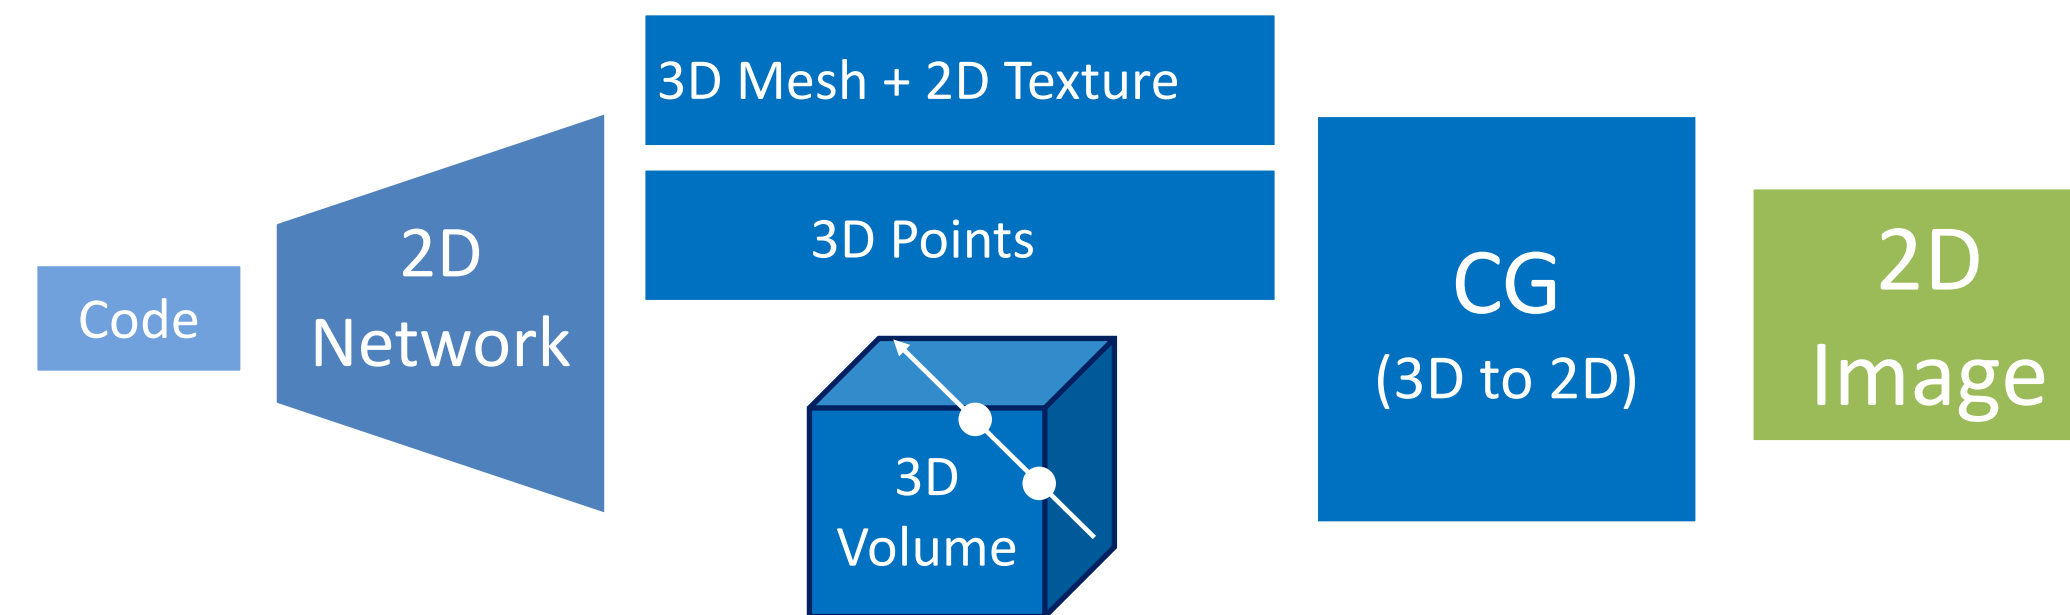 Code
2D
Network
3D Mesh + 2D Texture
3D Points
3D
Volume
CG
(3D to 2D)
2D
Image